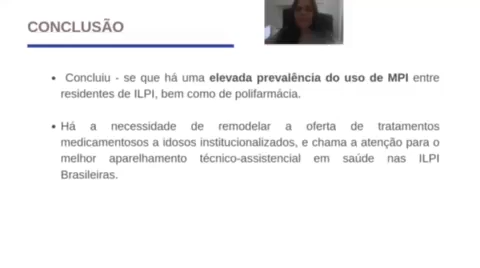 CONCLUSÃO
• Concluiu - se que há uma elevada prevalência do uso de MPI entre
residentes de ILPI, bem como de polifarmácia.
• Há a necessidade de remodelar a oferta de tratamentos
medicamentosos a idosos institucionalizados, e chama a atenção para o
melhor aparelhamento técnico-assistencial em saúde nas ILPI
Brasileiras.